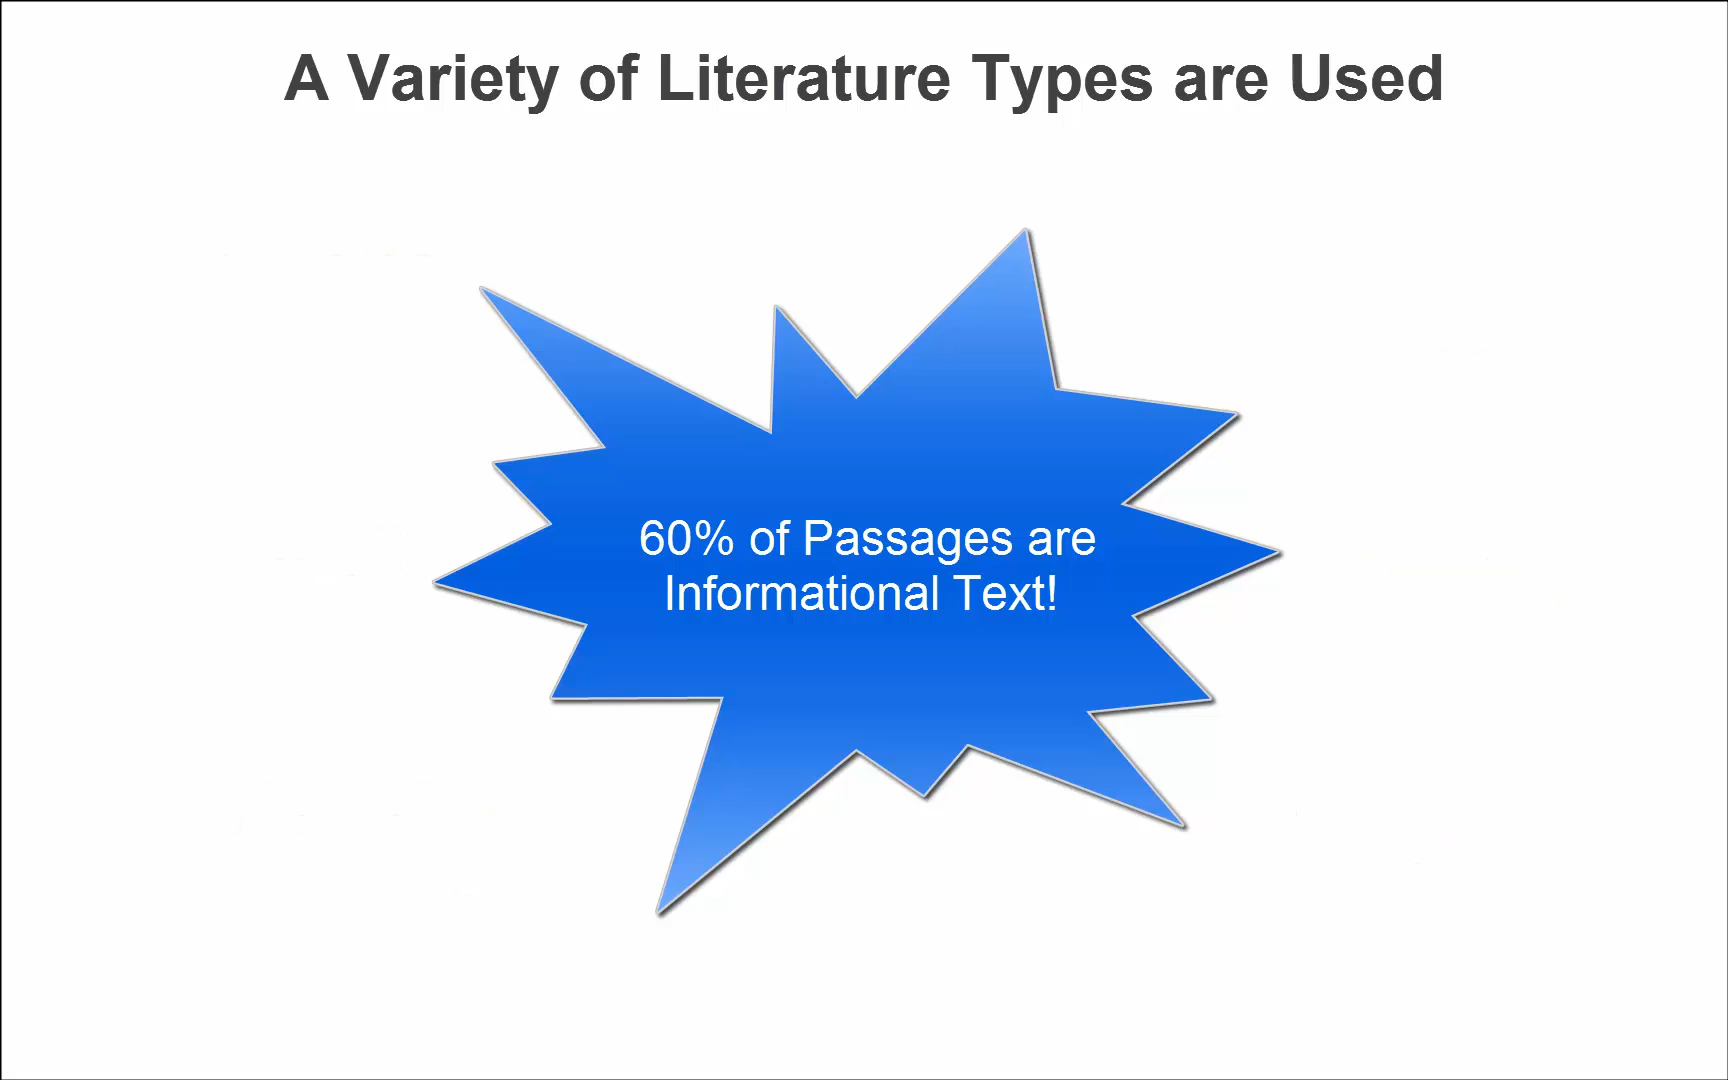 A Variety of Literature Types are Used
60% of Passages are
Informational Text!